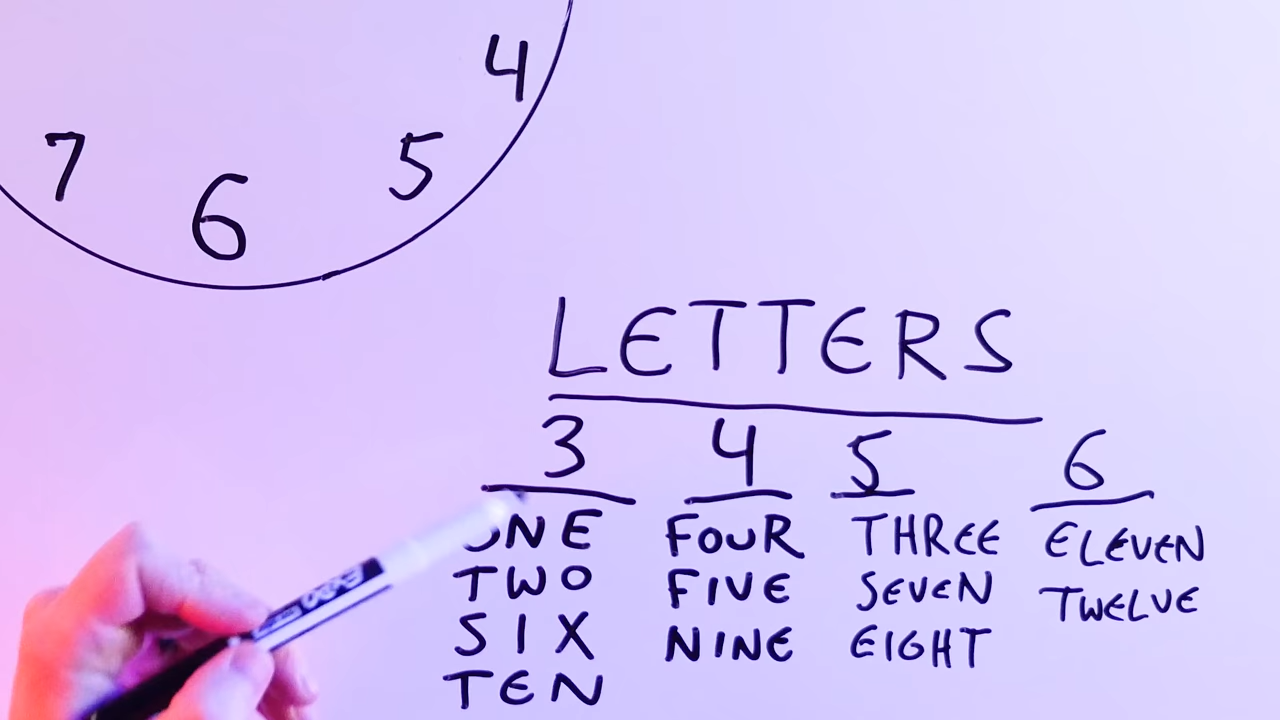 4
7 5
6
LETTERS
3 4 5 6
ONE FOUR THREE ELEVEN
TWO FIVE SEVEN TWELVE
SIX NINE EIGHT
TEN
EXPO